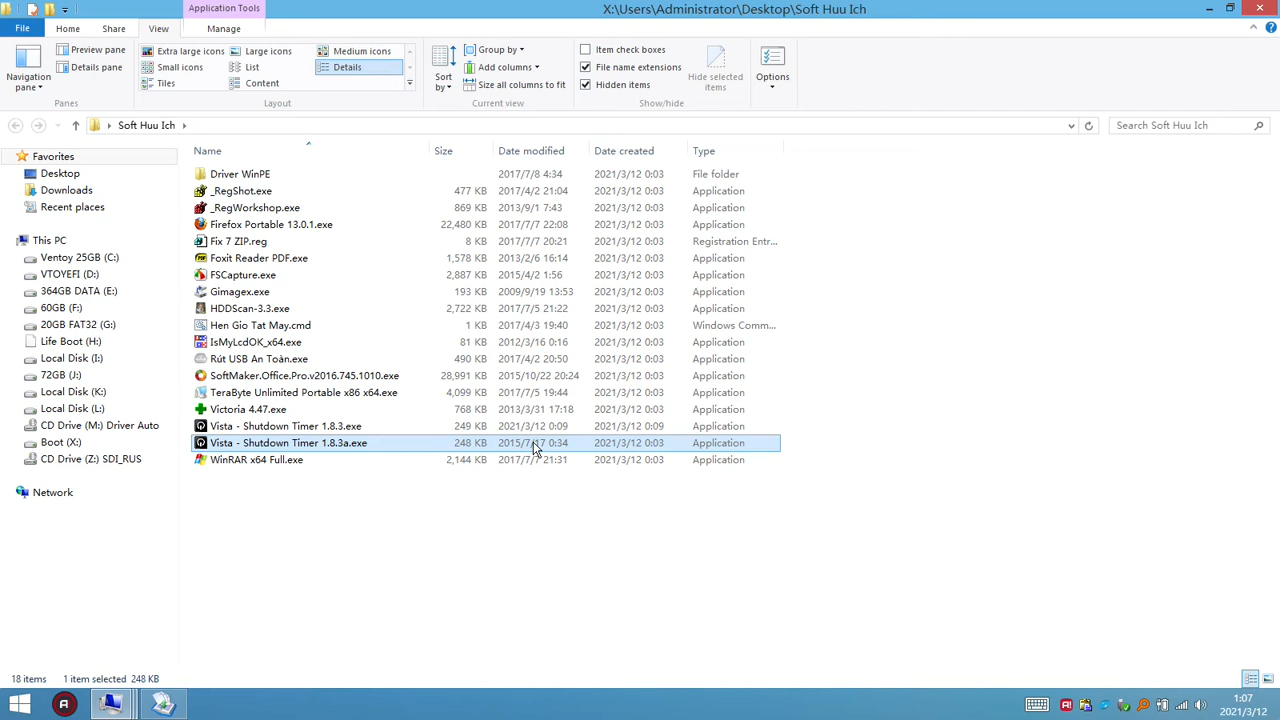 Application Tools
X:\Users\Administrator\Desktop\Soft Huu Ich
File Home Share View Manage
Preview pane
Details pane
Navigation pane
Panes
Extra large icons Large icons Medium icons
Small icons List Details
Tiles Content
Layout
Sort by
Group by
Add columns
Size all columns to fit
Current view
Item check boxes
File name extensions
Hidden items
Hide selected items
Show/hide
Options
Soft Huu Ich
Search Soft Huu Ich
Favorites
Desktop
Downloads
Recent places
This PC
Ventoy 25GB (C:)
VTOYEFI (D:)
364GB DATA (E:)
60GB (F:)
20GB FAT32 (G:)
Life Boot (H:)
Local Disk (I:)
72GB (J:)
Local Disk (K:)
Local Disk (L:)
CD Drive (M:) Driver Auto
Boot (X:)
CD Drive (Z:) SDI_RUS
Network
Name Size Date modified Date created Type
Driver WinPE 2017/7/8 4:34 2021/3/12 0:03 File folder
_RegShot.exe 477 KB 2017/4/2 21:04 2021/3/12 0:03 Application
_RegWorkshop.exe 869 KB 2013/9/1 7:43 2021/3/12 0:03 Application
Firefox Portable 13.0.1.exe 22,480 KB 2017/7/7 22:08 2021/3/12 0:03 Application
Fix 7 ZIP.reg 8 KB 2017/7/7 20:21 2021/3/12 0:03 Registration Entr...
Foxit Reader PDF.exe 1,578 KB 2013/2/6 16:14 2021/3/12 0:03 Application
FSCapture.exe 2,887 KB 2015/4/2 1:56 2021/3/12 0:03 Application
Gimagex.exe 193 KB 2009/9/19 13:53 2021/3/12 0:03 Application
HDDScan-3.3.exe 2,722 KB 2017/7/5 21:22 2021/3/12 0:03 Application
Hen Gio Tat May.cmd 1 KB 2017/4/3 19:40 2021/3/12 0:03 Windows Comm...
IsMyLcdOK_x64.exe 81 KB 2012/3/16 0:16 2021/3/12 0:03 Application
Rút USB An Toàn.exe 490 KB 2017/4/2 20:50 2021/3/12 0:03 Application
SoftMaker.Office.Pro.v2016.745.1010.exe 28,991 KB 2015/10/22 20:24 2021/3/12 0:03 Application
TeraByte Unlimited Portable x86 x64.exe 4,099 KB 2017/7/5 19:44 2021/3/12 0:03 Application
Victoria 4.47.exe 768 KB 2013/3/31 17:18 2021/3/12 0:03 Application
Vista - Shutdown Timer 1.8.3.exe 249 KB 2021/3/12 0:09 2021/3/12 0:09 Application
Vista - Shutdown Timer 1.8.3a.exe 248 KB 2015/7/17 0:34 2021/3/12 0:03 Application
WinRAR x64 Full.exe 2,144 KB 2017/7/7 21:31 2021/3/12 0:03 Application
18 items 1 item selected 248 KB
1:07
2021/3/12